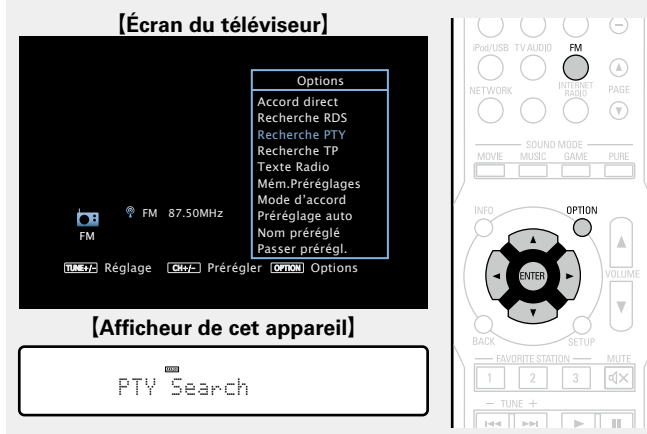 【Écran du téléviseur】
Options
Accord direct
Recherche RDS
Recherche PTY
Recherche TP
Texte Radio
Mém.Préréglages
Mode d'accord
Préréglage auto
Nom préréglé
Passer prérégl.
FM 87.50MHz
FM
TUNE+/- Réglage CH+/- Prérégler OPTION Options
【Afficheur de cet appareil】
PTY Search
iPod/USB TV AUDIO FM
NETWORK INTERNET RADIO PAGE
SOUND MODE
MOVIE MUSIC GAME PURE
INFO OPTION
ENTER
VOLUME
BACK SETUP
FAVORITE STATION MUTE
1 2 3
− TUNE +